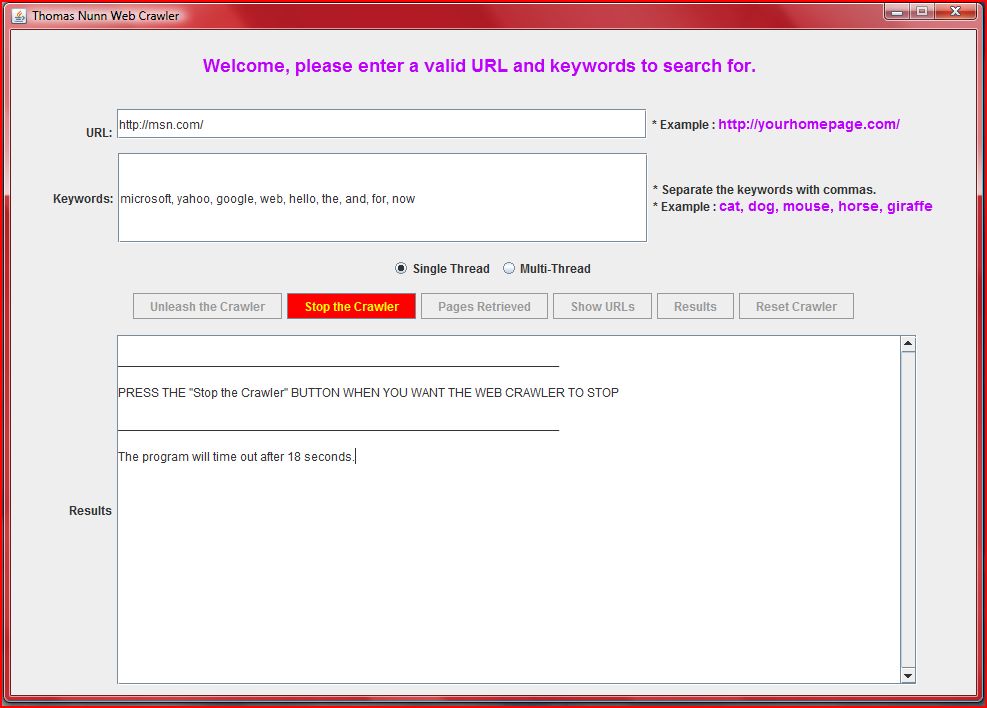 Thomas Nunn Web Crawler
Welcome, please enter a valid URL and keywords to search for.
URL: http://msn.com/ * Example : http://yourhomepage.com/
Keywords: microsoft, yahoo, google, web, hello, the, and, for, now
* Separate the keywords with commas.
* Example : cat, dog, mouse, horse, giraffe
Single Thread Multi-Thread
Unleash the Crawler Stop the Crawler Pages Retrieved Show URLs Results Reset Crawler
PRESS THE "Stop the Crawler" BUTTON WHEN YOU WANT THE WEB CRAWLER TO STOP
The program will time out after 18 seconds.
Results